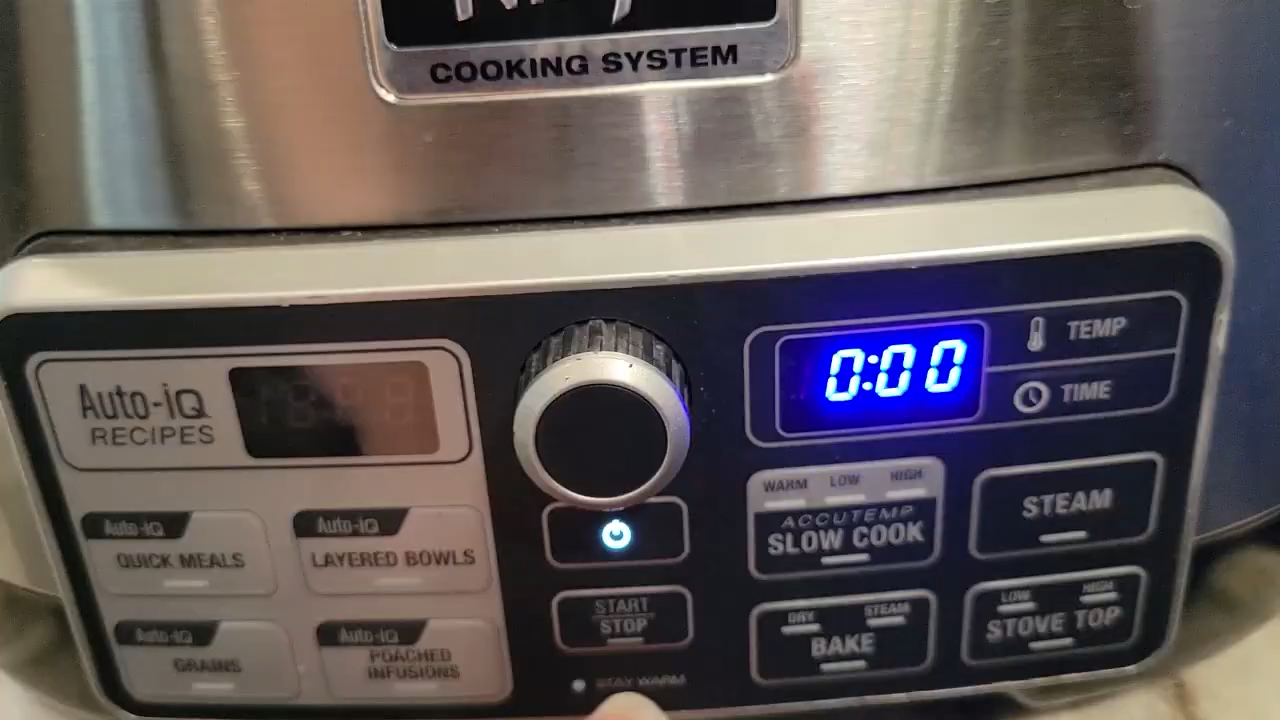 COOKING SYSTEM
Auto-iQ
RECIPES
0:00
TEMP
TIME
Auto-iQ
QUICK MEALS
Auto-iQ
LAYERED BOWLS
Auto-iQ
GRAINS
Auto-iQ
POACHED
INFUSIONS
START
STOP
STAY WARM
WARM LOW HIGH
ACCUTEMP
SLOW COOK
STEAM
DRY STEAM
BAKE
LOW HIGH
STOVE TOP